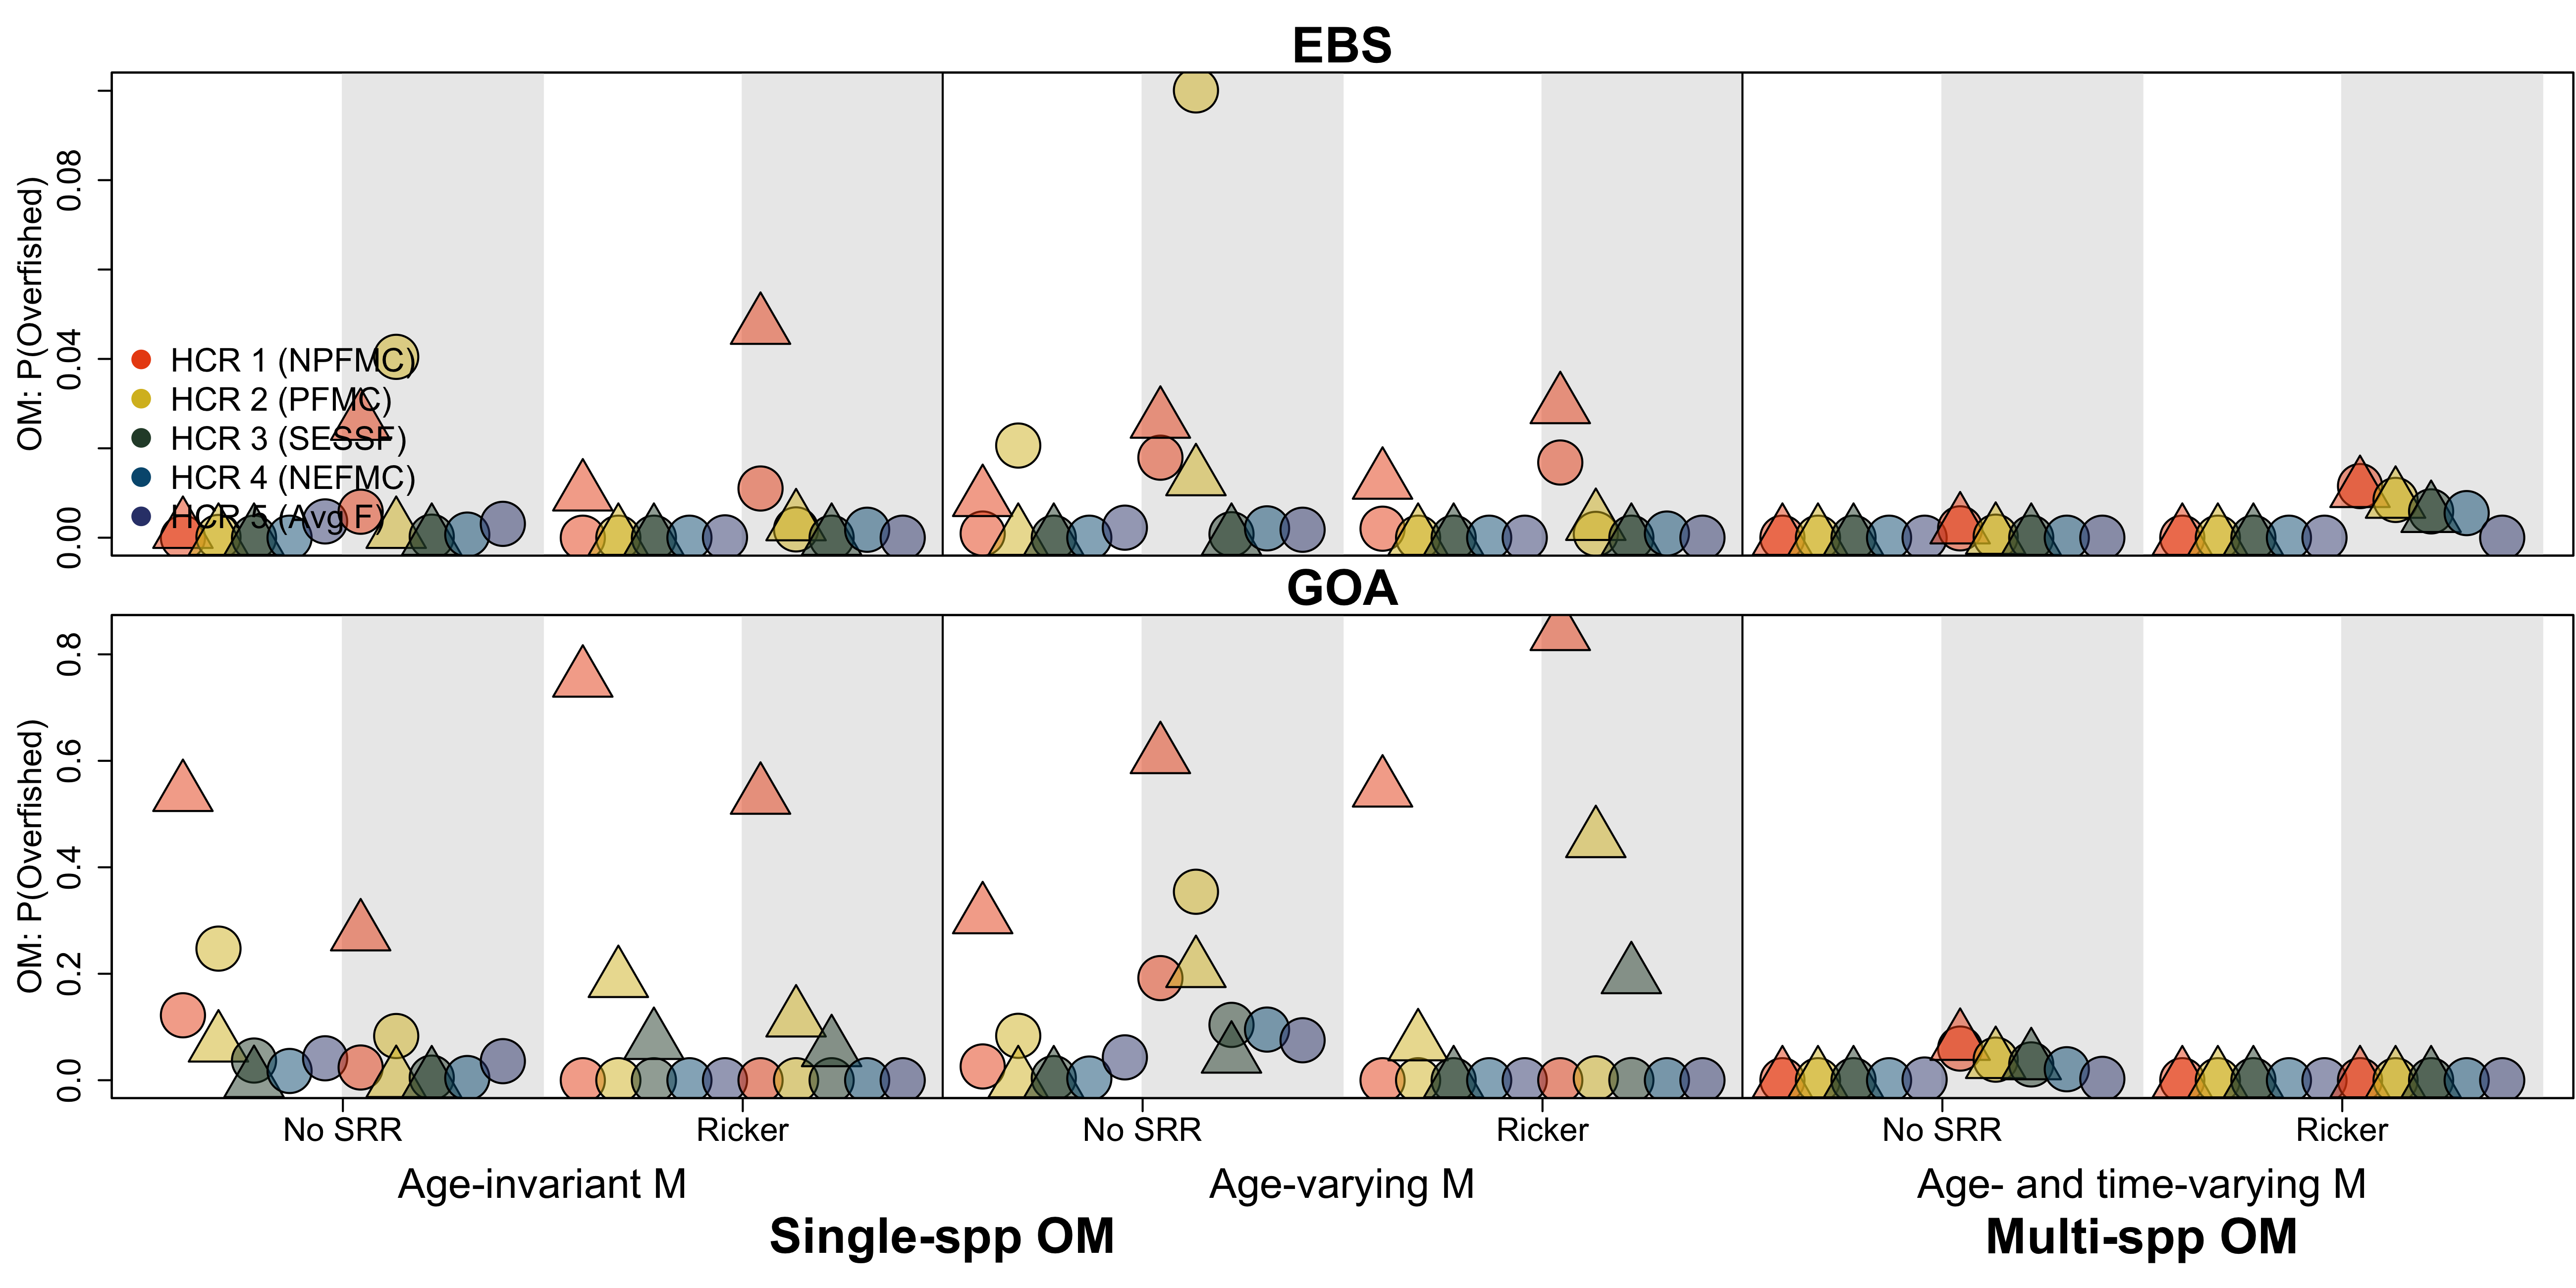 EBS
OM: P(Overfished)
0.08
0.04
0.00
HCR 1 (NPFMC)
HCR 2 (PFMC)
HCR 3 (SESSF)
HCR 4 (NEFMC)
HCR 5 (Avg F)
GOA
OM: P(Overfished)
0.8
0.6
0.4
0.2
0.0
No SRR Ricker No SRR Ricker No SRR Ricker
Age-invariant M Age-varying M Age- and time-varying M
Single-spp OM Multi-spp OM